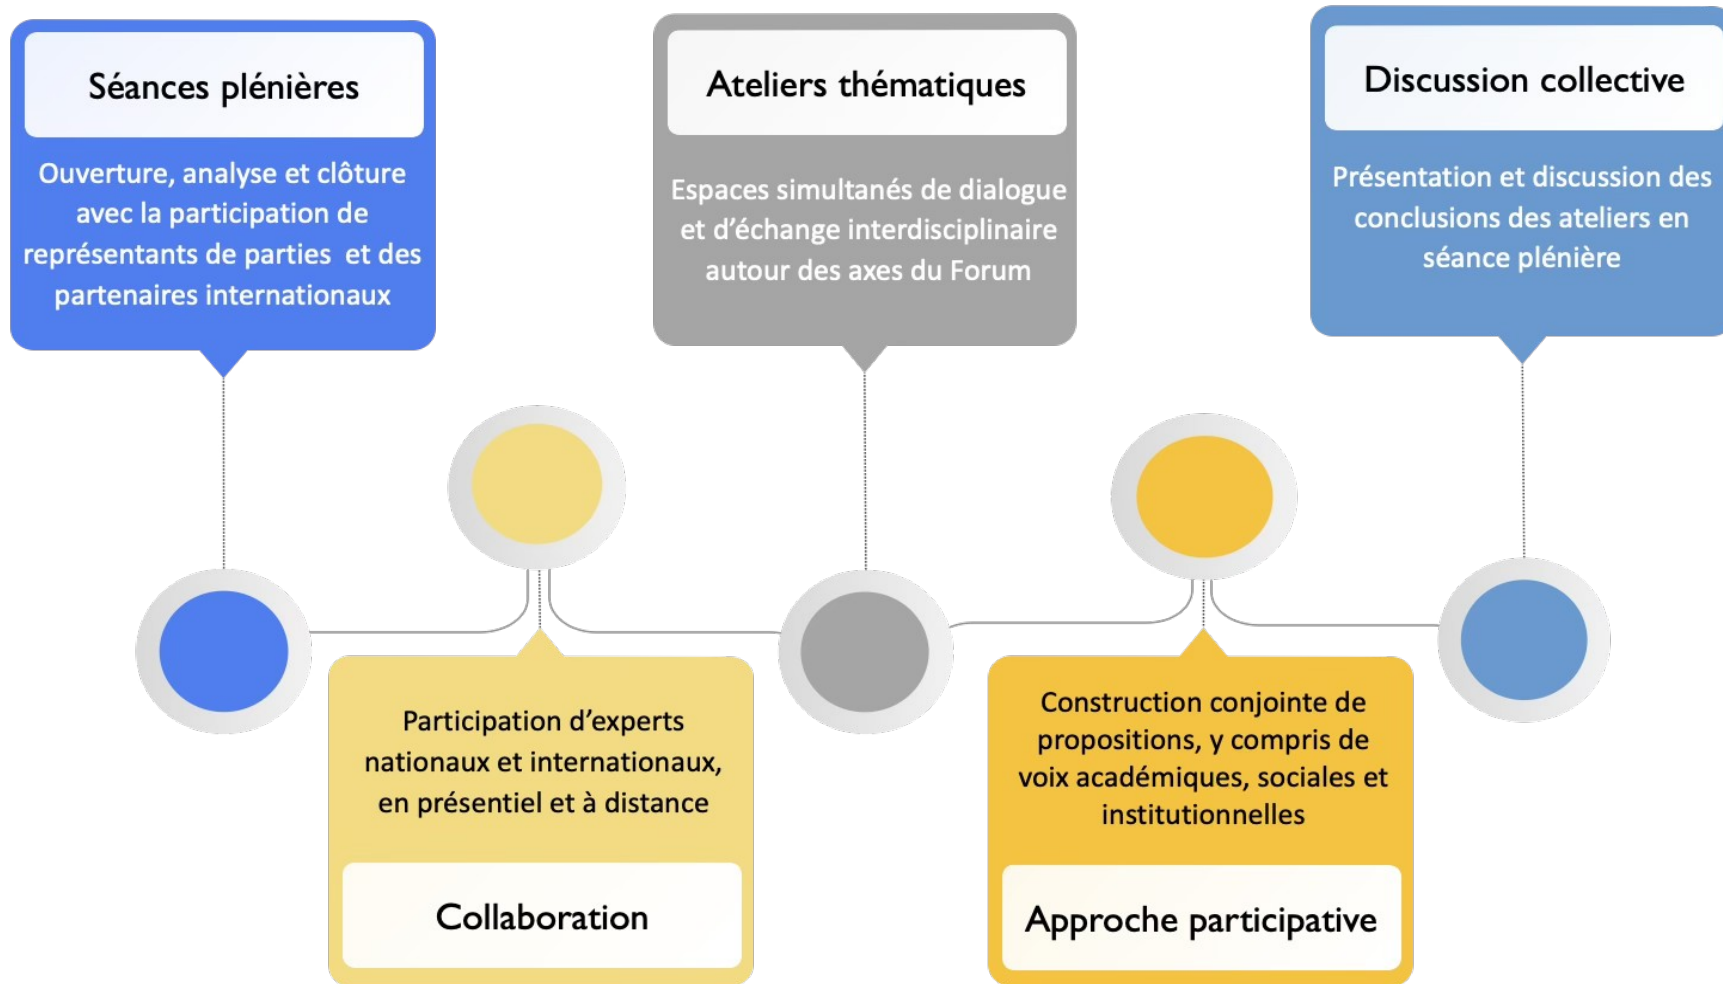 Séances plénières
Ouverture, analyse et clôture
avec la participation de
représentants de parties et des
partenaires internationaux
Participation d’experts
nationaux et internationaux,
en présentiel et à distance
Collaboration
Ateliers thématiques
Espaces simultanés de dialogue
et d’échange interdisciplinaire
autour des axes du Forum
Construction conjointe de
propositions, y compris de
voix académiques, sociales et
institutionnelles
Approche participative
Discussion collective
Présentation et discussion des
conclusions des ateliers en
séance plénière